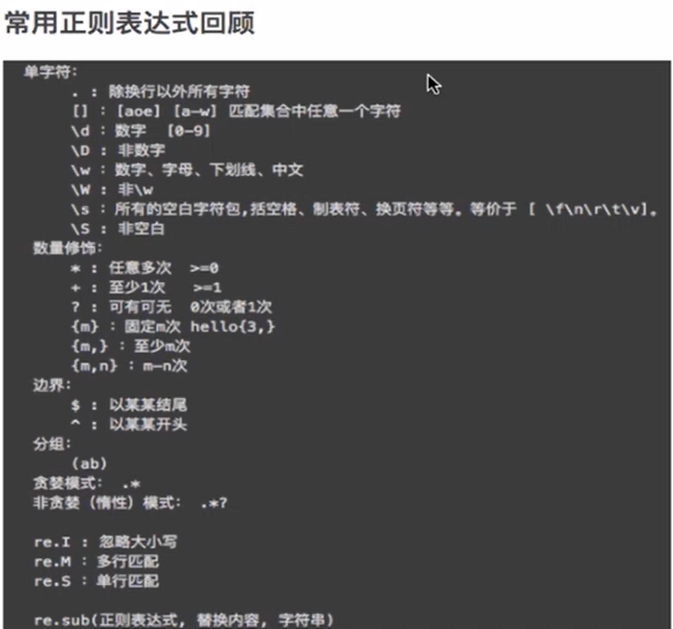 常用正则表达式回顾
单字符:
. : 除换行以外所有字符
[] : [aoe] [a-w] 匹配集合中任意一个字符
\d : 数字 [0-9]
\D : 非数字
\w : 数字、字母、下划线、中文
\W : 非\w
\s : 所有的空白字符包,括空格、制表符、换页符等等。等价于 [ \f\n\r\t\v]。
\S : 非空白
数量修饰:
* : 任意多次 >=0
+ : 至少1次 >=1
? : 可有可无 0次或者1次
{m} : 固定m次 hello{3,}
{m,} : 至少m次
{m,n} : m-n次
边界:
$ : 以某某结尾
^ : 以某某开头
分组:
(ab)
贪婪模式: .*
非贪婪 (惰性) 模式: .*?
re.I : 忽略大小写
re.M : 多行匹配
re.S : 单行匹配
re.sub(正则表达式, 替换内容, 字符串)